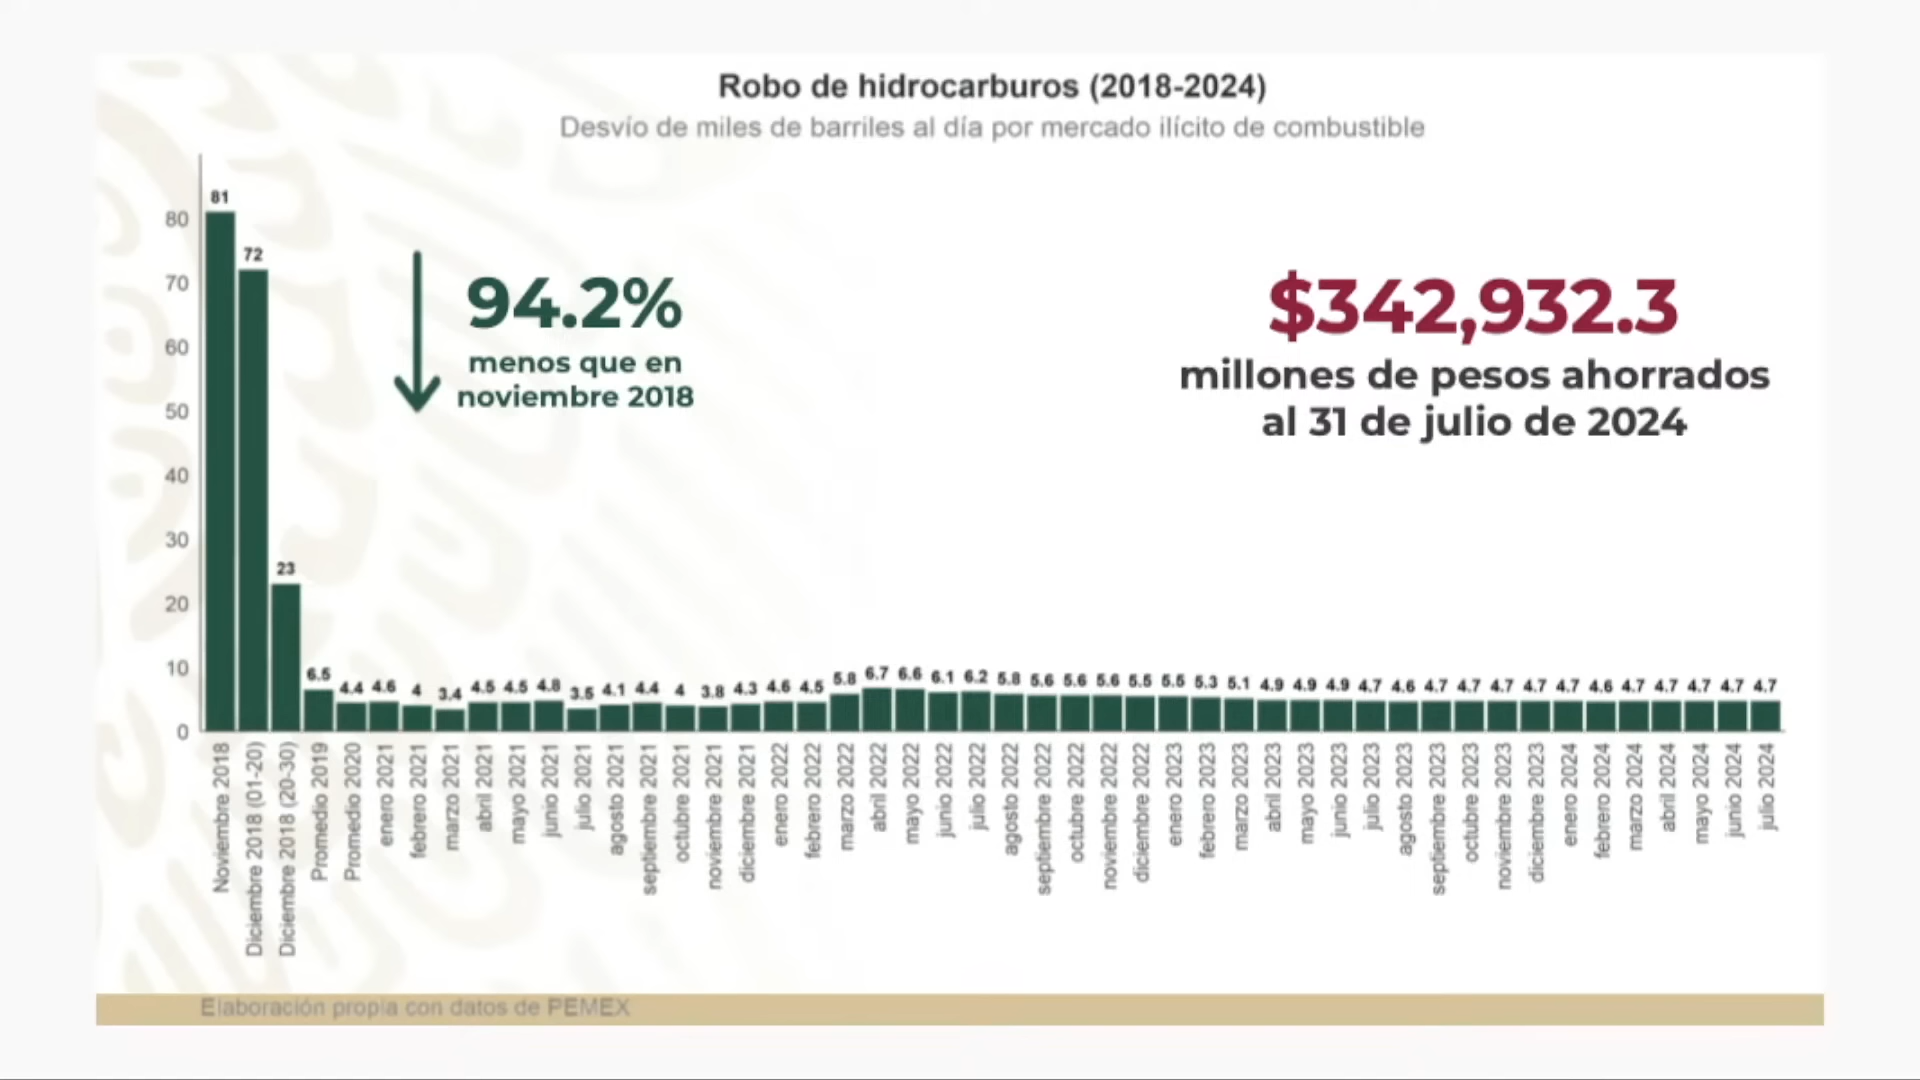 Robo de hidrocarburos (2018-2024)
Desvío de miles de barriles al día por mercado ilícito de combustible
94.2%
menos que en
noviembre 2018
$342,932.3
millones de pesos ahorrados
al 31 de julio de 2024
80
70
60
50
40
30
20
10
0
81
72
23
6.5
4.4
4.6
4
3.4
4.5
4.5
4.8
3.5
4.1
4.4
4
3.8
4.3
4.6
4.5
5.8
6.7
6.6
6.1
6.2
5.8
5.6
5.6
5.6
5.5
5.5
5.3
5.1
4.9
4.9
4.9
4.7
4.6
4.7
4.7
4.7
4.7
4.7
4.6
4.7
4.7
4.7
4.7
4.7
Noviembre 2018
Diciembre 2018 (01-20)
Diciembre 2018 (20-30)
Promedio 2019
Promedio 2020
enero 2021
febrero 2021
marzo 2021
abril 2021
mayo 2021
junio 2021
julio 2021
agosto 2021
septiembre 2021
octubre 2021
noviembre 2021
diciembre 2021
enero 2022
febrero 2022
marzo 2022
abril 2022
mayo 2022
junio 2022
julio 2022
agosto 2022
septiembre 2022
octubre 2022
noviembre 2022
diciembre 2022
enero 2023
febrero 2023
marzo 2023
abril 2023
mayo 2023
junio 2023
julio 2023
agosto 2023
septiembre 2023
octubre 2023
noviembre 2023
diciembre 2023
enero 2024
febrero 2024
marzo 2024
abril 2024
mayo 2024
junio 2024
julio 2024
Elaboración propia con datos de PEMEX